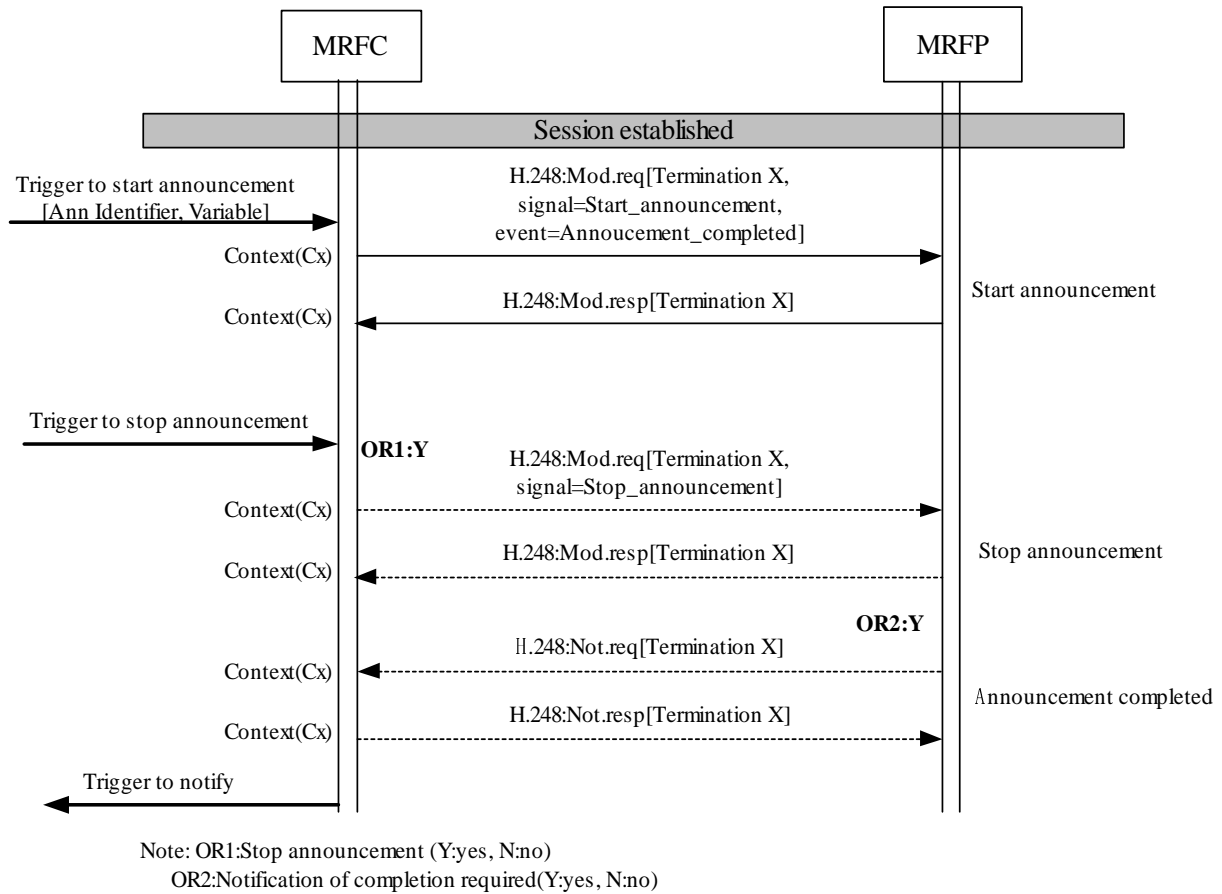 MRFC
MRFP
Session established
Trigger to start announcement
[Ann Identifier, Variable]
H.248:Mod.req[Termination X,
signal=Start_announcement,
event=Annoucement_completed]
Context(Cx)
Start announcement
H.248:Mod.resp[Termination X]
Context(Cx)
Trigger to stop announcement
OR1:Y
H.248:Mod.req[Termination X,
signal=Stop_announcement]
Context(Cx)
H.248:Mod.resp[Termination X]
Stop announcement
Context(Cx)
OR2:Y
H.248:Not.req[Termination X]
Context(Cx)
Announcement completed
H.248:Not.resp[Termination X]
Context(Cx)
Trigger to notify
Note: OR1:Stop announcement (Y:yes, N:no)
OR2:Notification of completion required(Y:yes, N:no)